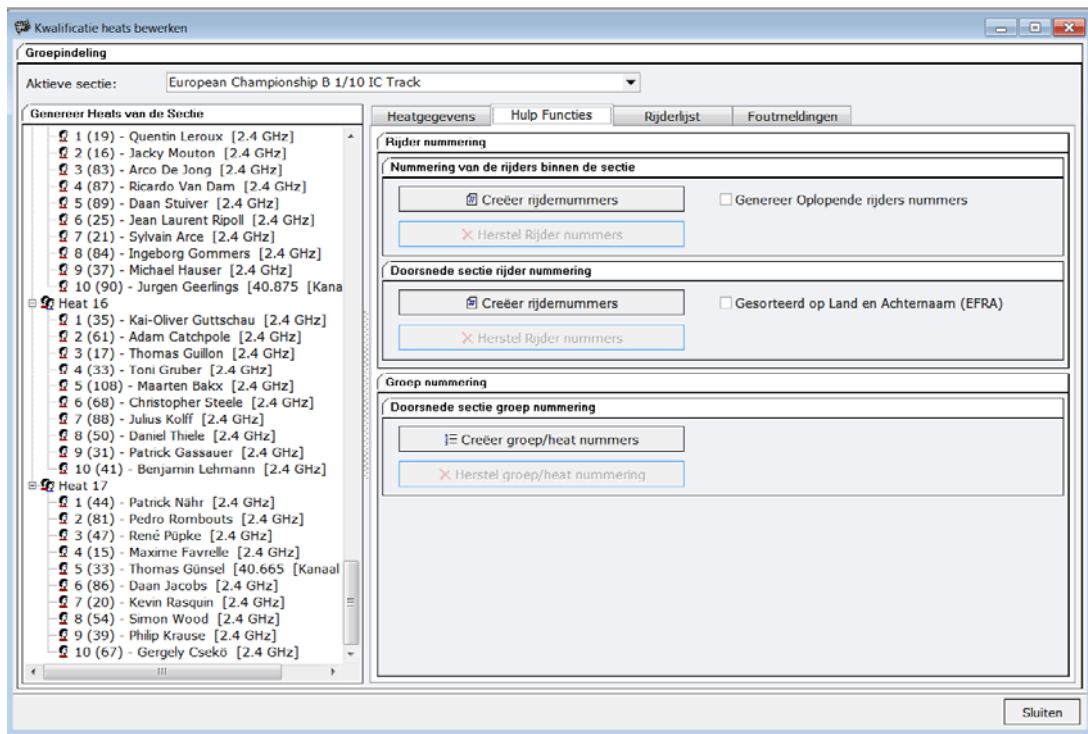 Kwalificatie heats bewerken
Groepindeling
Aktieve sectie: European Championship B 1/10 IC Track
Genereer Heats van de Sectie
1 (19) - Quentin Leroux [2.4 GHz]
2 (16) - Jacky Mouton [2.4 GHz]
3 (83) - Arco De Jong [2.4 GHz]
4 (87) - Ricardo Van Dam [2.4 GHz]
5 (89) - Daan Stuiver [2.4 GHz]
6 (25) - Jean Laurent Ripoll [2.4 GHz]
7 (21) - Sylvain Arce [2.4 GHz]
8 (84) - Ingeborg Gommers [2.4 GHz]
9 (37) - Michael Hauser [2.4 GHz]
10 (90) - Jurgen Geerlings [40.875 [Kana
Heat 16
1 (35) - Kai-Oliver Guttschau [2.4 GHz]
2 (61) - Adam Catchpole [2.4 GHz]
3 (17) - Thomas Guillon [2.4 GHz]
4 (33) - Toni Gruber [2.4 GHz]
5 (108) - Maarten Bakx [2.4 GHz]
6 (68) - Christopher Steele [2.4 GHz]
7 (88) - Julius Kolff [2.4 GHz]
8 (50) - Daniel Thiele [2.4 GHz]
9 (31) - Patrick Gassauer [2.4 GHz]
10 (41) - Benjamin Lehmann [2.4 GHz]
Heat 17
1 (44) - Patrick Nähr [2.4 GHz]
2 (81) - Pedro Rombouts [2.4 GHz]
3 (47) - René Püpke [2.4 GHz]
4 (15) - Maxime Favrelle [2.4 GHz]
5 (33) - Thomas Günsel [40.665 [Kanaal
6 (86) - Daan Jacobs [2.4 GHz]
7 (20) - Kevin Rasquin [2.4 GHz]
8 (54) - Simon Wood [2.4 GHz]
9 (39) - Philip Krause [2.4 GHz]
10 (67) - Gergely Csekö [2.4 GHz]
Heatgegevens Hulp Functies Rijderlijst Foutmeldingen
Rijder nummering
Nummering van de rijders binnen de sectie
Creëer rijdernummers Genereer Oplopende rijders nummers
Herstel Rijder nummers
Doorsnede sectie rijder nummering
Creëer rijdernummers Gesorteerd op Land en Achternaam (EFRA)
Herstel Rijder nummers
Groep nummering
Doorsnede sectie groep nummering
Creëer groep/heat nummers
Herstel groep/heat nummering
Sluiten